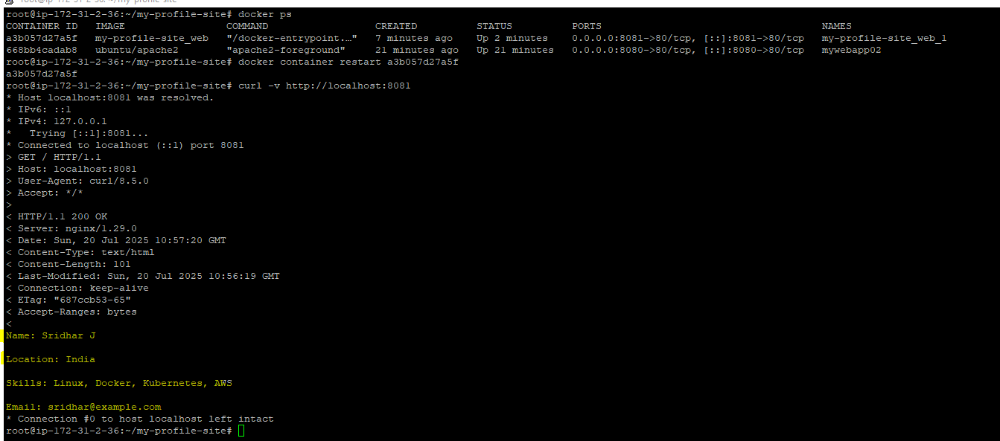 root@ip-172-31-2-36: ~/my-profile-site
root@ip-172-31-2-36:~/my-profile-site# docker ps
CONTAINER ID   IMAGE                 COMMAND                  CREATED          STATUS          PORTS                                     NAMES
a3b057d27a5f   my-profile-site_web   "/docker-entrypoint.…"   7 minutes ago    Up 2 minutes    0.0.0.0:8081->80/tcp, [::]:8081->80/tcp   my-profile-site_web_1
668bb4cadab8   ubuntu/apache2        "apache2-foreground"     21 minutes ago   Up 21 minutes   0.0.0.0:8080->80/tcp, [::]:8080->80/tcp   mywebapp02
root@ip-172-31-2-36:~/my-profile-site# docker container restart a3b057d27a5f
a3b057d27a5f
root@ip-172-31-2-36:~/my-profile-site# curl -v http://localhost:8081
* Host localhost:8081 was resolved.
* IPv6: ::1
* IPv4: 127.0.0.1
*   Trying [::1]:8081...
* Connected to localhost (::1) port 8081
> GET / HTTP/1.1
> Host: localhost:8081
> User-Agent: curl/8.5.0
> Accept: */*
>
< HTTP/1.1 200 OK
< Server: nginx/1.29.0
< Date: Sun, 20 Jul 2025 10:57:20 GMT
< Content-Type: text/html
< Content-Length: 101
< Last-Modified: Sun, 20 Jul 2025 10:56:19 GMT
< Connection: keep-alive
< ETag: "687ccb53-65"
< Accept-Ranges: bytes
<
Name: Sridhar J
Location: India
Skills: Linux, Docker, Kubernetes, AWS
Email: sridhar@example.com
* Connection #0 to host localhost left intact
root@ip-172-31-2-36:~/my-profile-site#